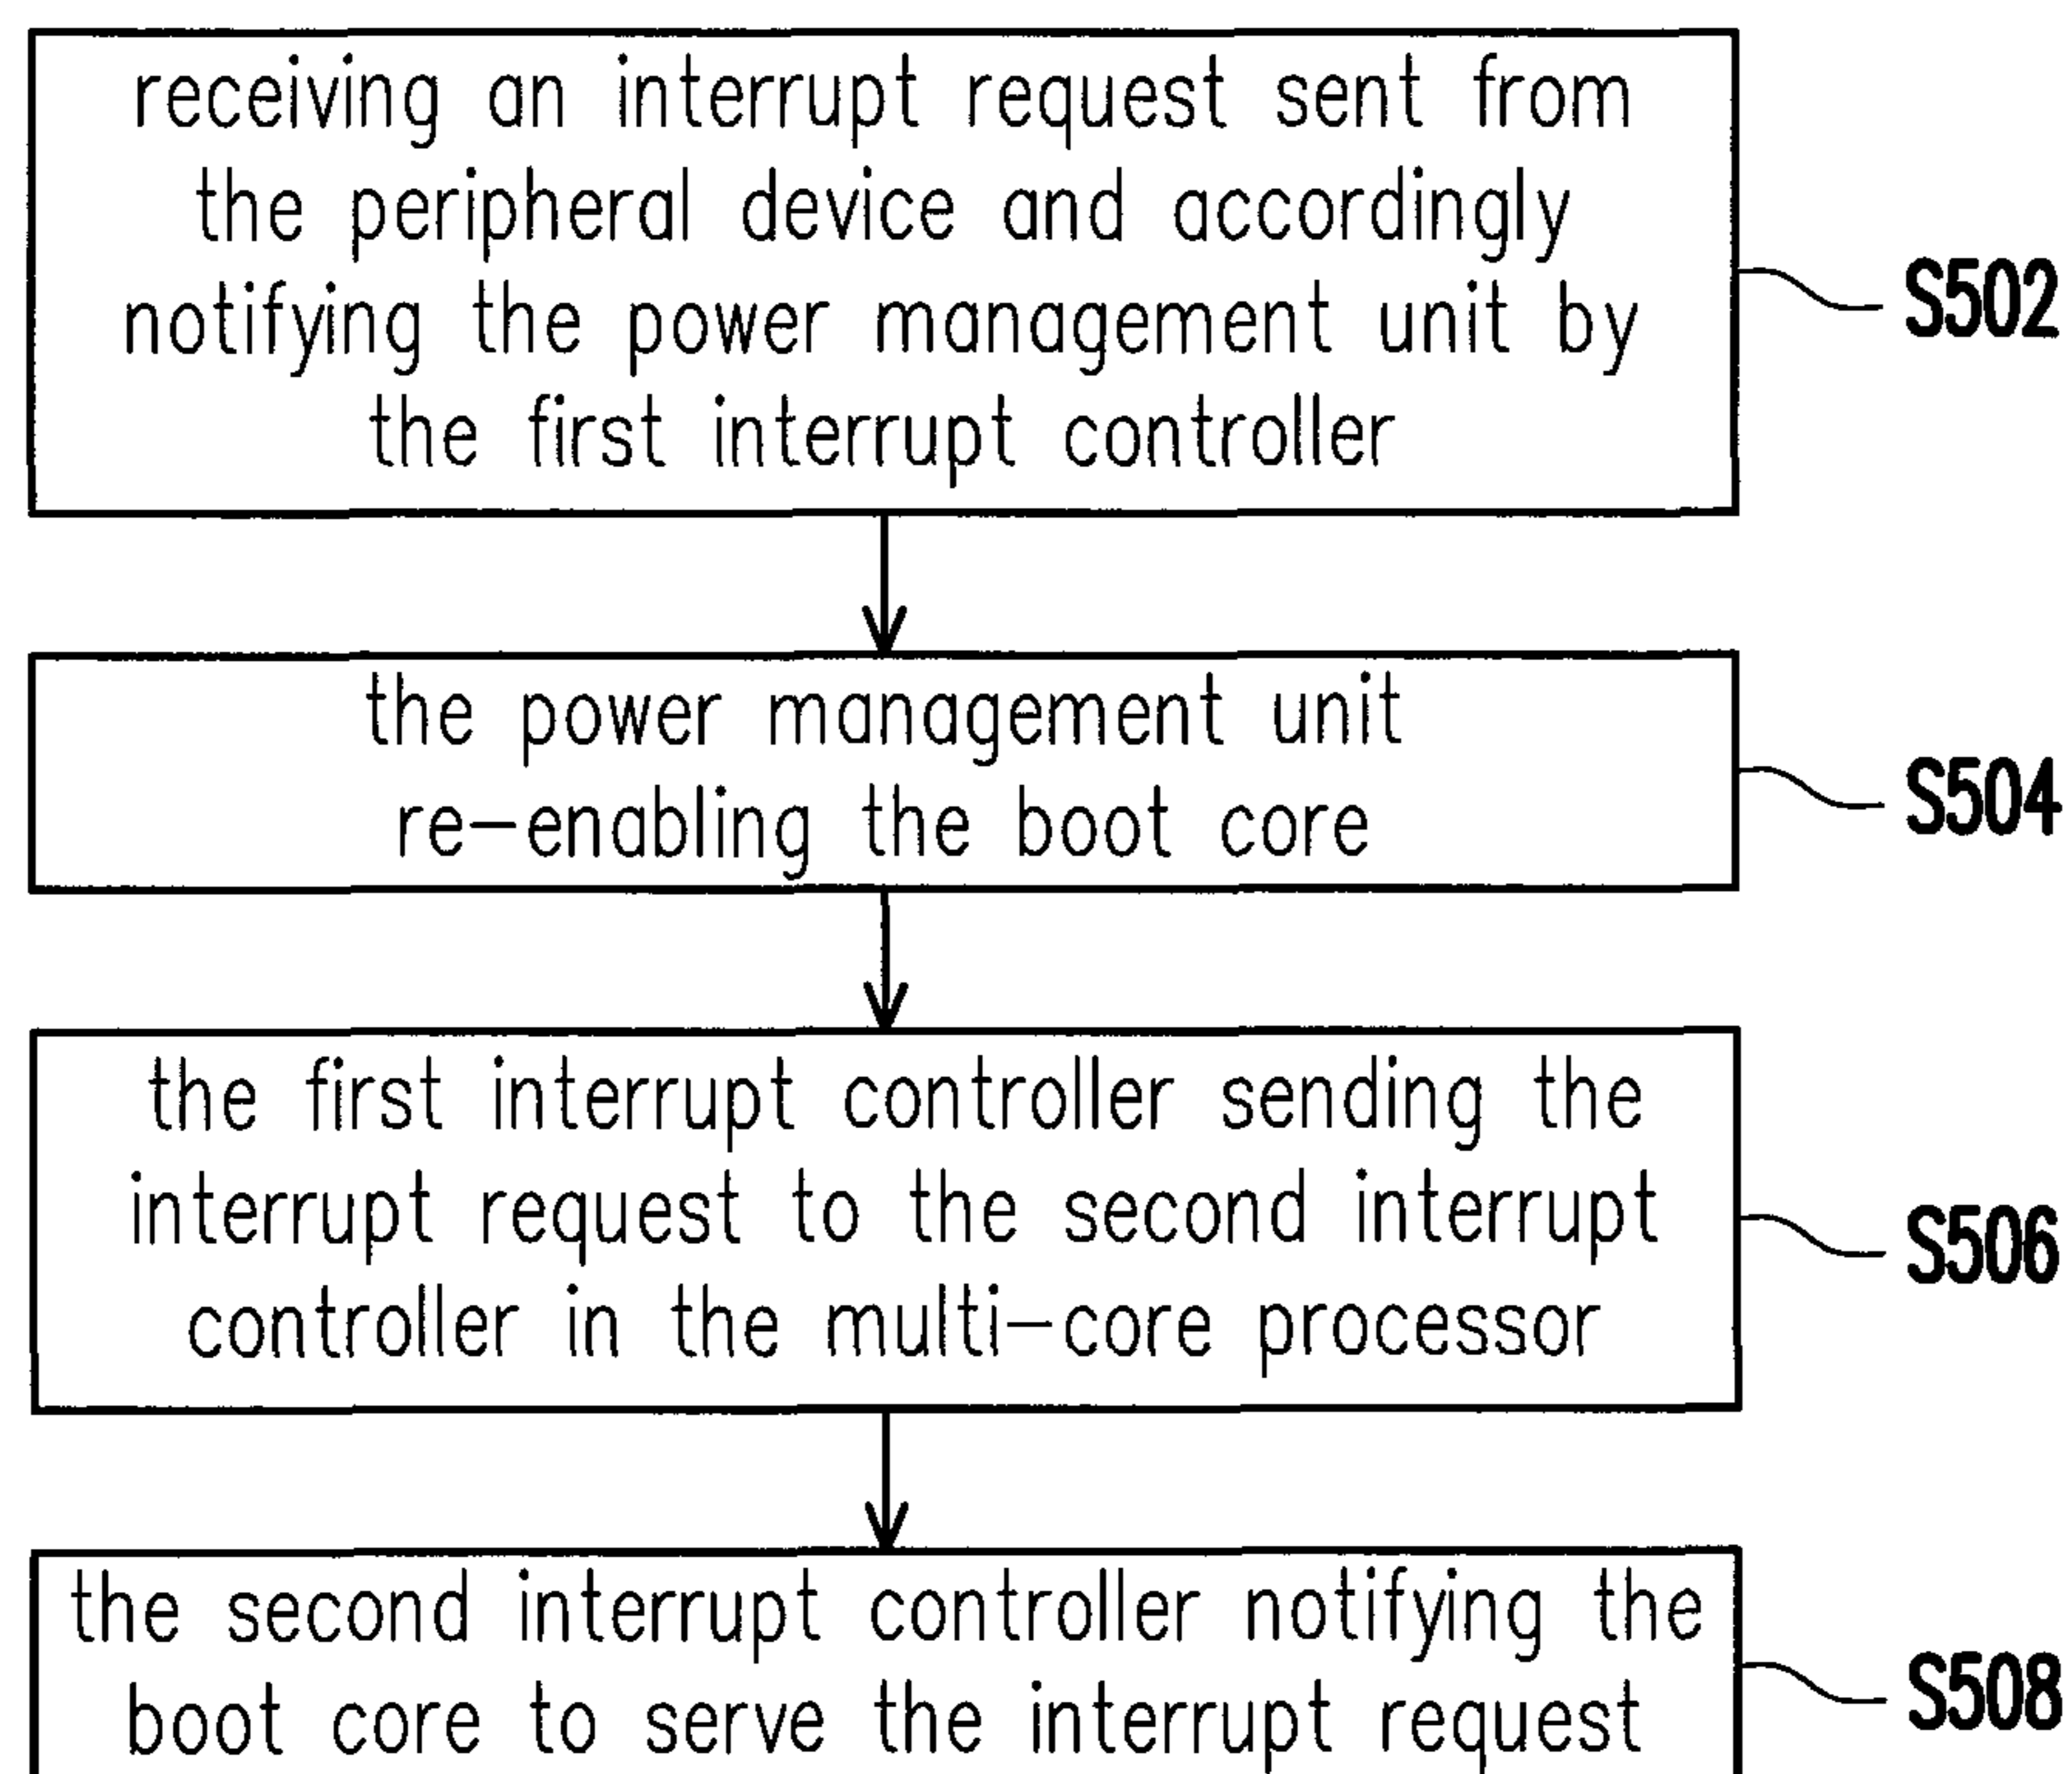 receiving an interrupt request sent from
the peripheral device and accordingly
notifying the power management unit by
the first interrupt controller
S502
the power management unit
re-enabling the boot core
S504
the first interrupt controller sending the
interrupt request to the second interrupt
controller in the multi-core processor
S506
the second interrupt controller notifying the
boot core to serve the interrupt request
S508